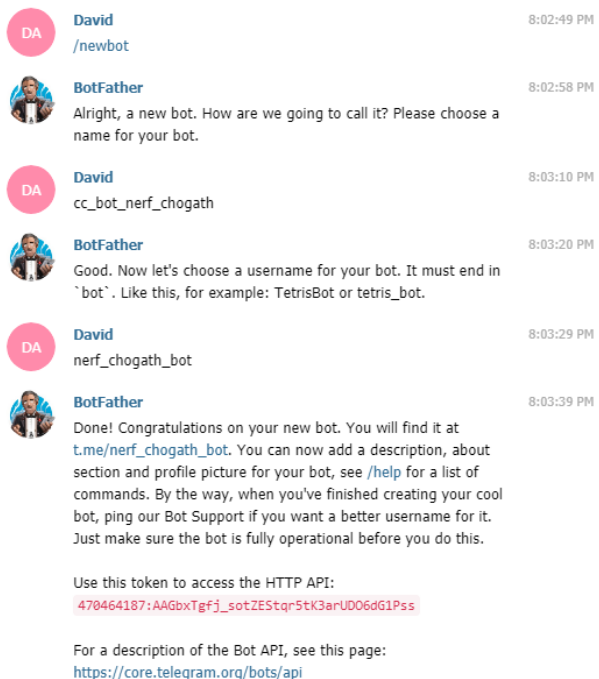 DA
David
8:02:49 PM
/newbot
BotFather
8:02:58 PM
Alright, a new bot. How are we going to call it? Please choose a
name for your bot.
DA
David
8:03:10 PM
cc_bot_nerf_chogath
BotFather
8:03:20 PM
Good. Now let's choose a username for your bot. It must end in
`bot`. Like this, for example: TetrisBot or tetris_bot.
DA
David
8:03:29 PM
nerf_chogath_bot
BotFather
8:03:39 PM
Done! Congratulations on your new bot. You will find it at
t.me/nerf_chogath_bot. You can now add a description, about
section and profile picture for your bot, see /help for a list of
commands. By the way, when you've finished creating your cool
bot, ping our Bot Support if you want a better username for it.
Just make sure the bot is fully operational before you do this.
Use this token to access the HTTP API:
470464187:AAGbxTgfj_sotZEStqr5tK3arUDO6dG1Pss
For a description of the Bot API, see this page:
https://core.telegram.org/bots/api